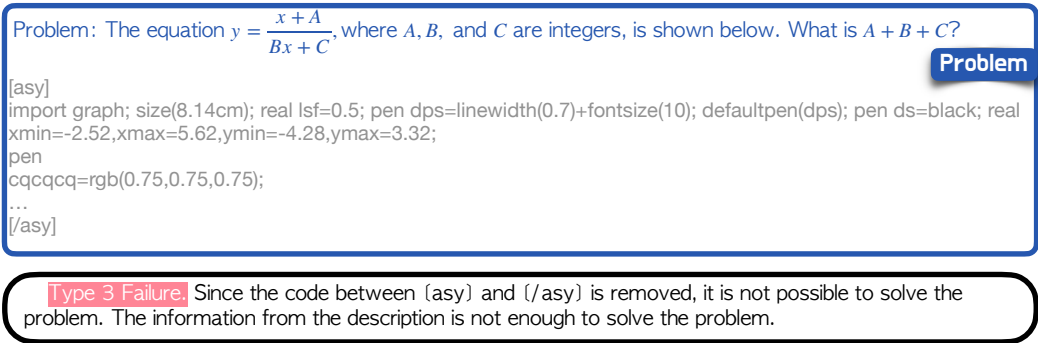 Problem: The equation y = \frac{x + A}{Bx + C}, where A, B, and C are integers, is shown below. What is A + B + C?
Problem
[asy]
import graph; size(8.14cm); real lsf=0.5; pen dps=linewidth(0.7)+fontsize(10); defaultpen(dps); pen ds=black; real
xmin=-2.52,xmax=5.62,ymin=-4.28,ymax=3.32;
pen
cqcqcq=rgb(0.75,0.75,0.75);
…
[/asy]
Type 3 Failure. Since the code between [asy] and [/asy] is removed, it is not possible to solve the
problem. The information from the description is not enough to solve the problem.